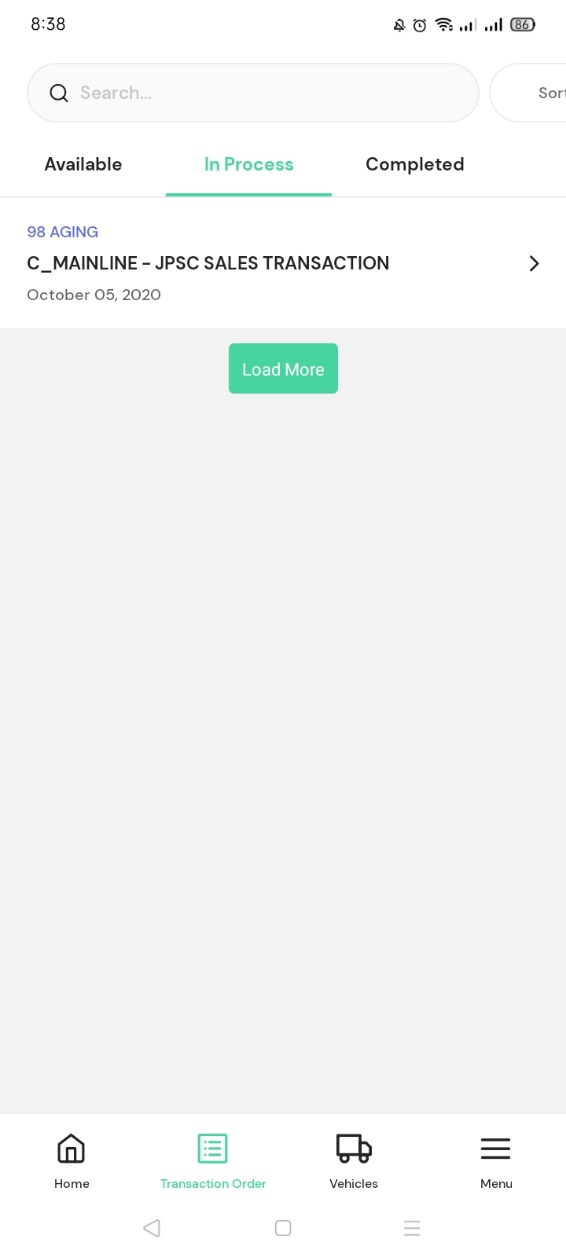 8:38
86
Search...
Sort
Available
In Process
Completed
98 AGING
C_MAINLINE - JPSC SALES TRANSACTION
October 05, 2020
Load More
Home
Transaction Order
Vehicles
Menu